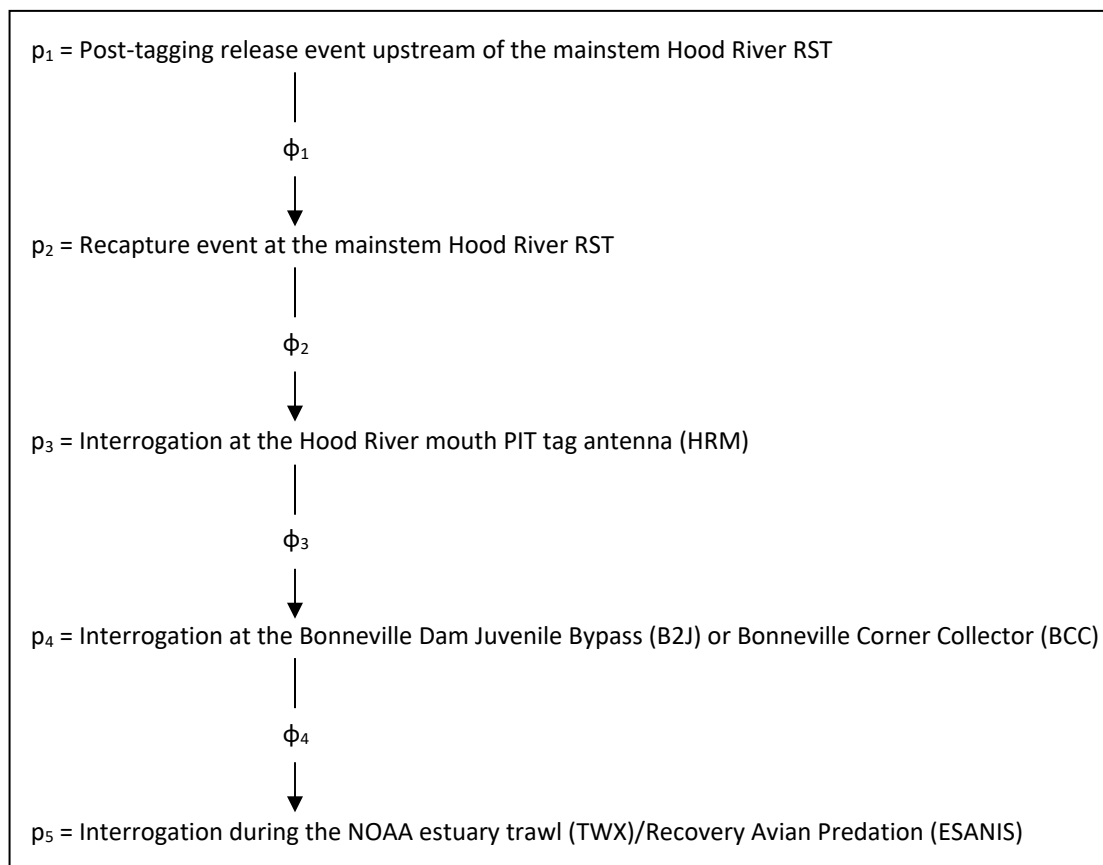 p₁ = Post-tagging release event upstream of the mainstem Hood River RST
ϕ₁
p₂ = Recapture event at the mainstem Hood River RST
ϕ₂
p₃ = Interrogation at the Hood River mouth PIT tag antenna (HRM)
ϕ₃
p₄ = Interrogation at the Bonneville Dam Juvenile Bypass (B2J) or Bonneville Corner Collector (BCC)
ϕ₄
p₅ = Interrogation during the NOAA estuary trawl (TWX)/Recovery Avian Predation (ESANIS)